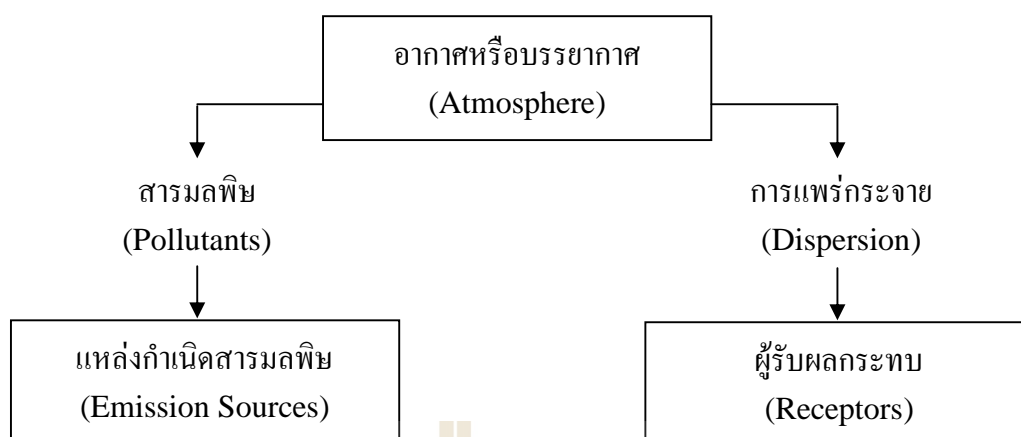 อากาศหรือบรรยากาศ
(Atmosphere)
สารมลพิษ
(Pollutants)
การแพร่กระจาย
(Dispersion)
แหล่งกำเนิดสารมลพิษ
(Emission Sources)
ผู้รับผลกระทบ
(Receptors)